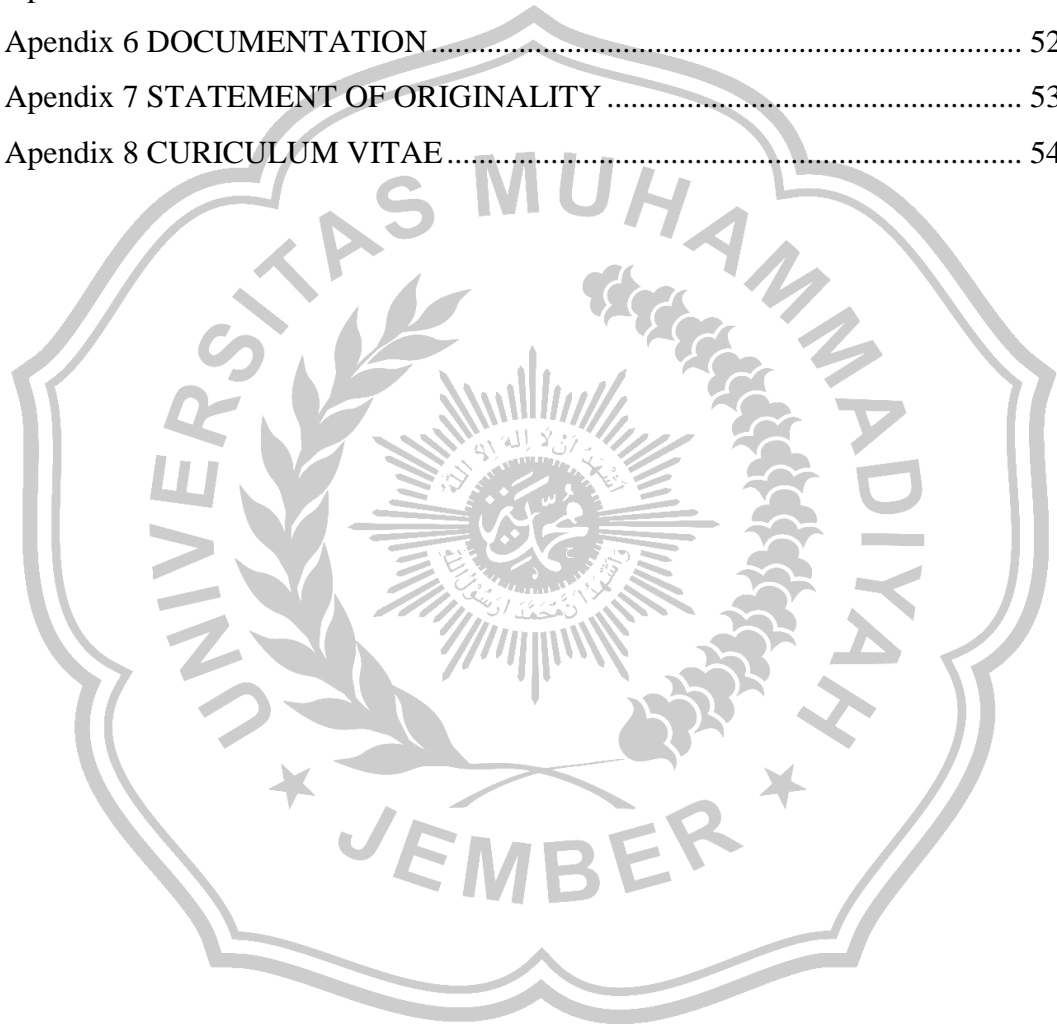 Apendix 6 DOCUMENTATION ........................................................................ 52
Apendix 7 STATEMENT OF ORIGINALITY .................................................. 53
Apendix 8 CURICULUM VITAE ...................................................................... 54
UNIVERSITAS MUHAMMADIYAH
JEMBER